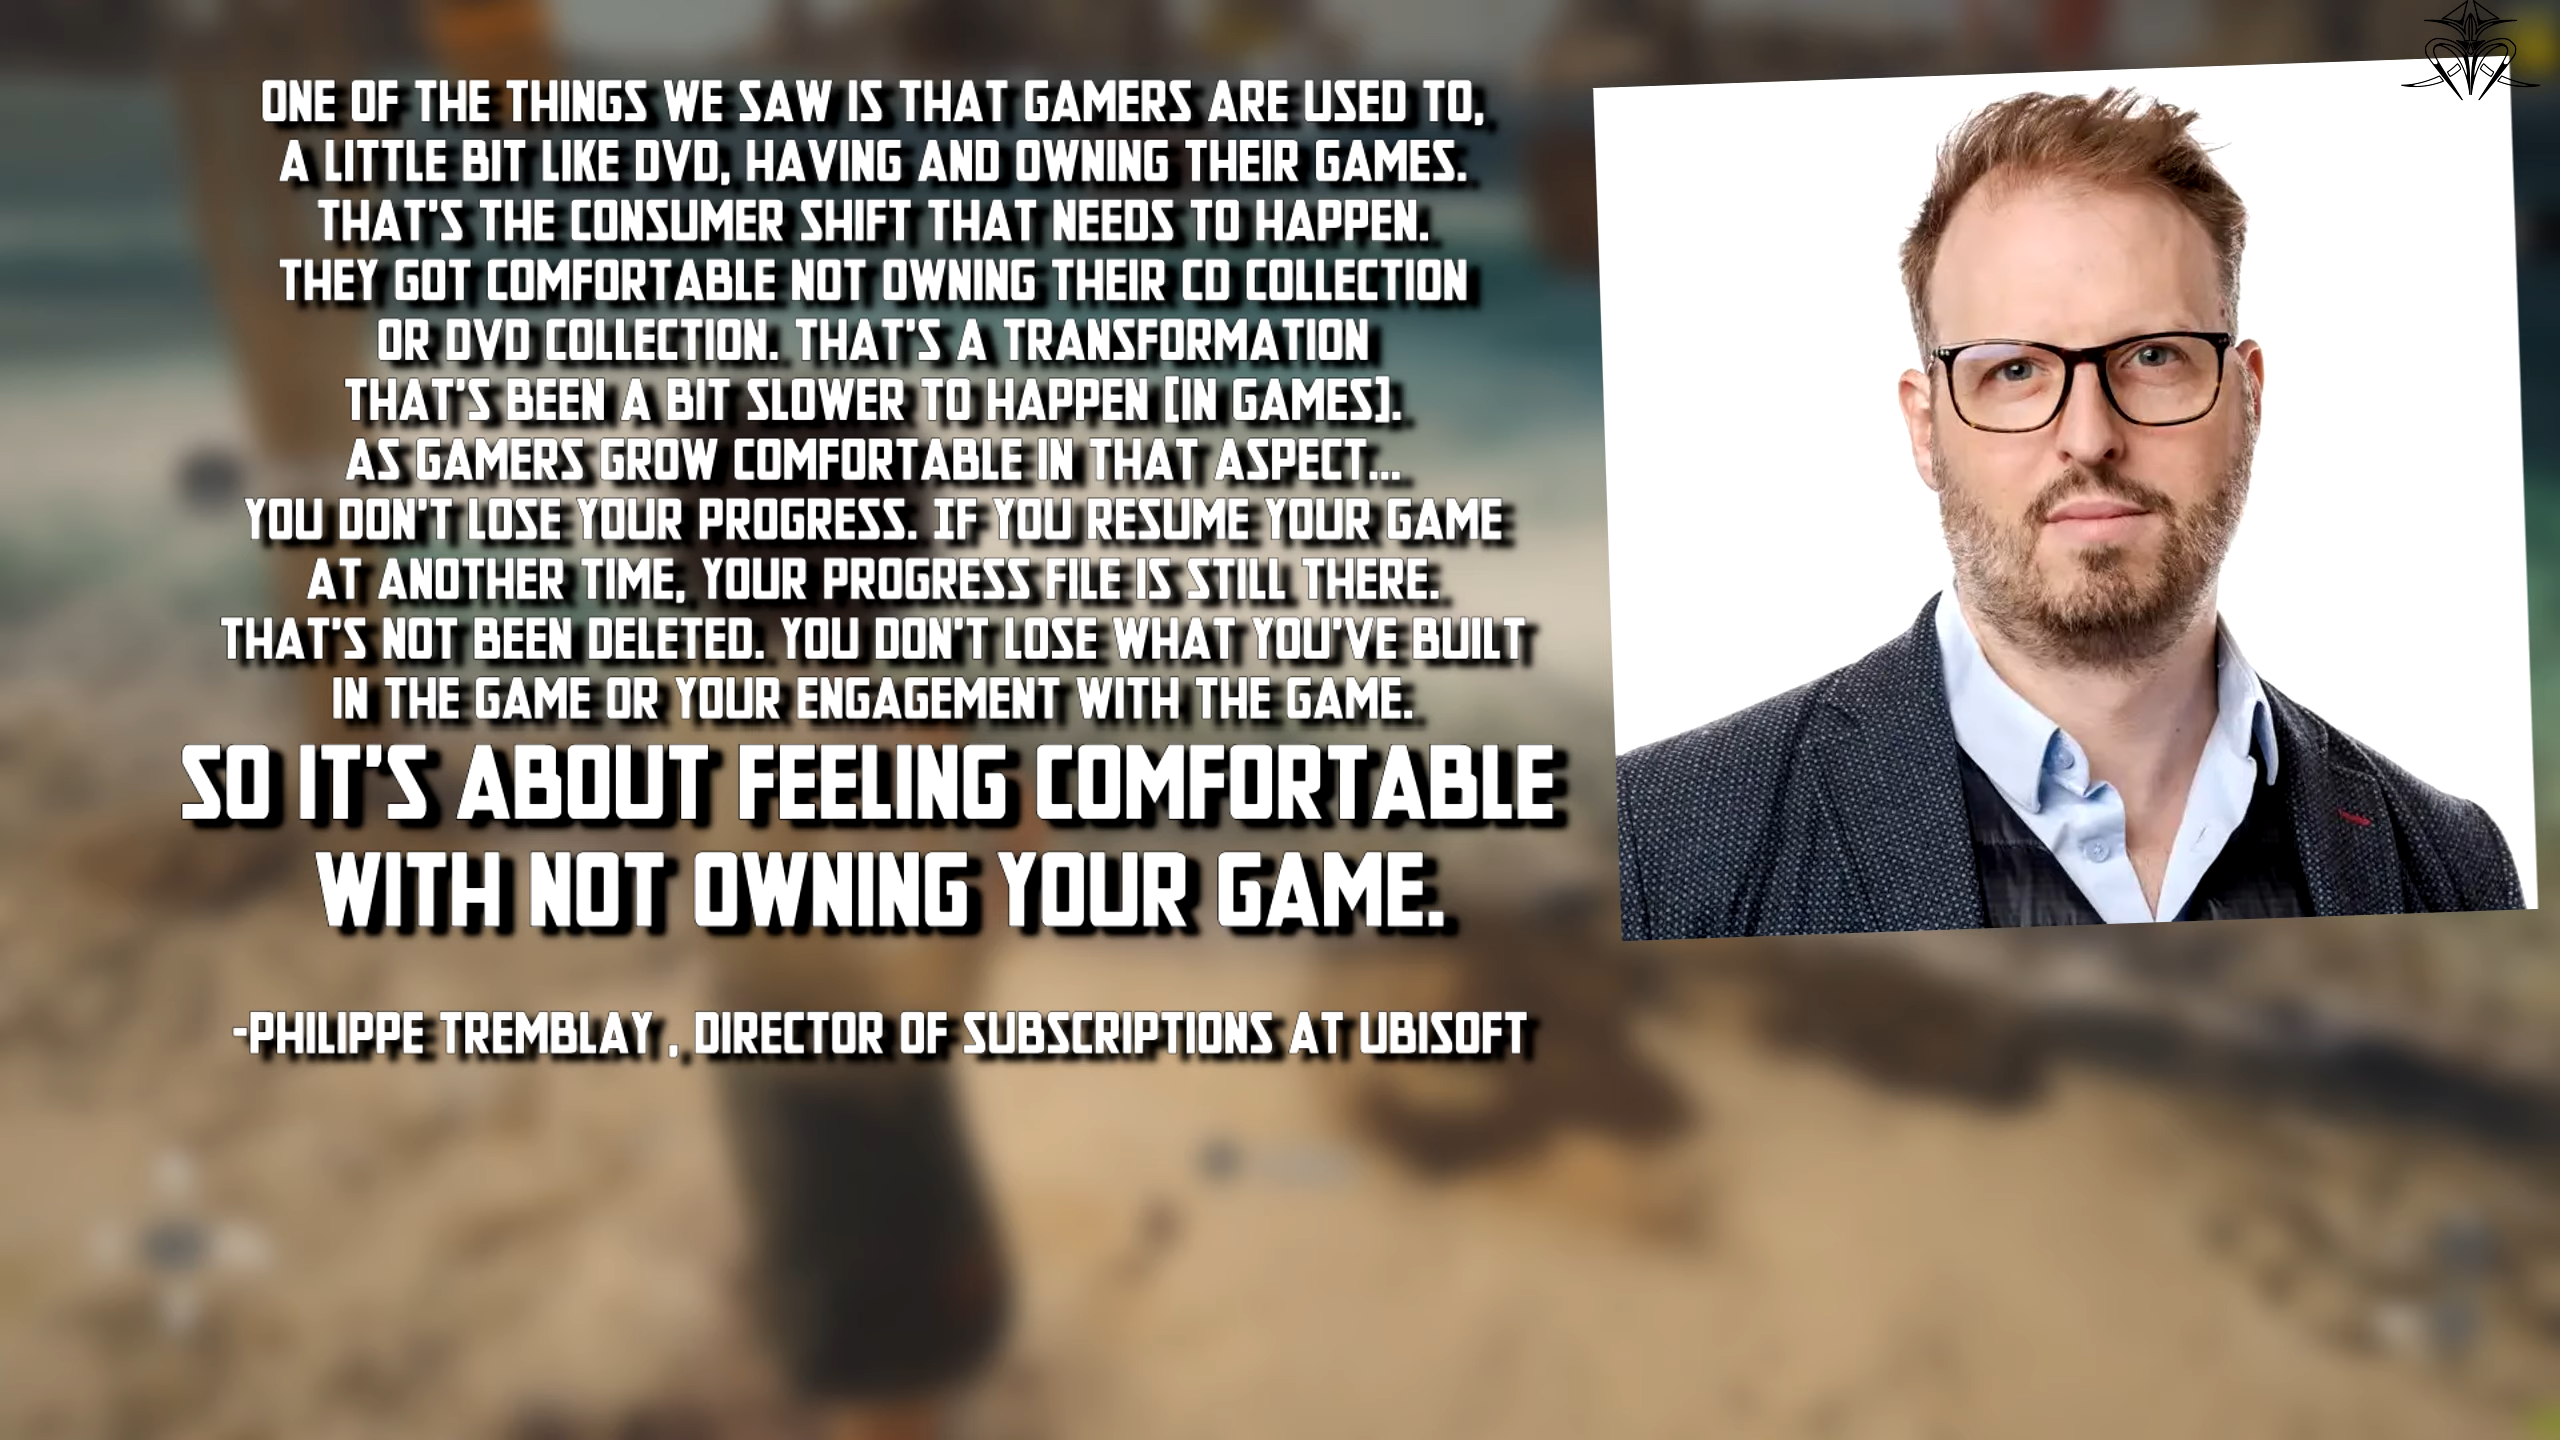 ONE OF THE THINGS WE SAW IS THAT GAMERS ARE USED TO,
A LITTLE BIT LIKE DVD, HAVING AND OWNING THEIR GAMES.
THAT'S THE CONSUMER SHIFT THAT NEEDS TO HAPPEN.
THEY GOT COMFORTABLE NOT OWNING THEIR CD COLLECTION
OR DVD COLLECTION. THAT'S A TRANSFORMATION
THAT'S BEEN A BIT SLOWER TO HAPPEN [IN GAMES].
AS GAMERS GROW COMFORTABLE IN THAT ASPECT...
YOU DON'T LOSE YOUR PROGRESS. IF YOU RESUME YOUR GAME
AT ANOTHER TIME, YOUR PROGRESS FILE IS STILL THERE.
THAT'S NOT BEEN DELETED. YOU DON'T LOSE WHAT YOU'VE BUILT
IN THE GAME OR YOUR ENGAGEMENT WITH THE GAME.
SO IT'S ABOUT FEELING COMFORTABLE
WITH NOT OWNING YOUR GAME.
-PHILIPPE TREMBLAY , DIRECTOR OF SUBSCRIPTIONS AT UBISOFT